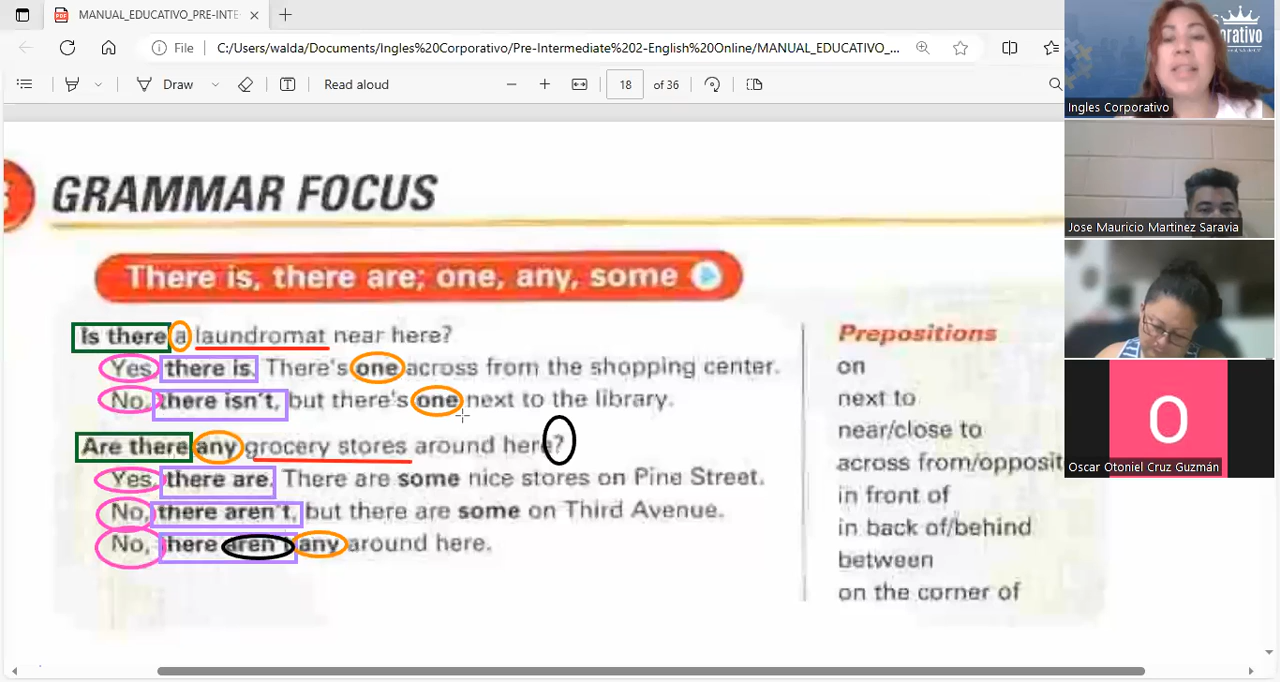 MANUAL_EDUCATIVO_PRE-INTE
File C:/Users/walda/Documents/Ingles%20Corporativo/Pre-Intermediate%202-English%20Online/MANUAL_EDUCATIVO_...
Draw Read aloud 18 of 36
GRAMMAR FOCUS
There is, there are; one, any, some
Is there a laundromat near here?
Yes, there is. There's one across from the shopping center.
No, there isn't, but there's one next to the library.
Are there any grocery stores around here?
Yes, there are. There are some nice stores on Pine Street.
No, there aren't, but there are some on Third Avenue.
No, there aren't any around here.
Prepositions
on
next to
near/close to
across from/opposit
in front of
in back of/behind
between
on the corner of
Ingles Corporativo
Jose Mauricio Martinez Saravia
O
Oscar Otoniel Cruz Guzmán